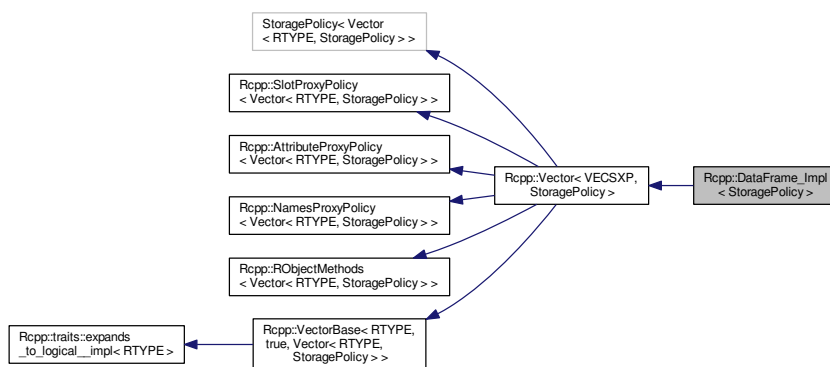 StoragePolicy< Vector
< RTYPE, StoragePolicy > >
Rcpp::SlotProxyPolicy
< Vector< RTYPE, StoragePolicy > >
Rcpp::AttributeProxyPolicy
< Vector< RTYPE, StoragePolicy > >
Rcpp::NamesProxyPolicy
< Vector< RTYPE, StoragePolicy > >
Rcpp::RObjectMethods
< Vector< RTYPE, StoragePolicy > >
Rcpp::traits::expands
_to_logical__impl< RTYPE >
Rcpp::VectorBase< RTYPE,
true, Vector< RTYPE,
StoragePolicy > >
Rcpp::Vector< VECSXP,
StoragePolicy >
Rcpp::DataFrame_Impl
< StoragePolicy >